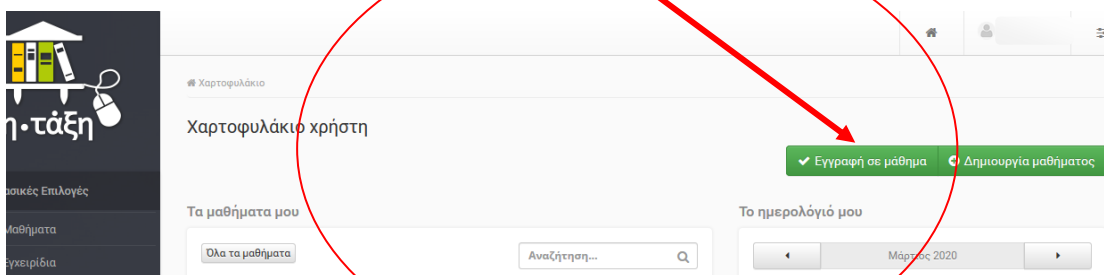 η•τάξη
Χαρτοφυλάκιο
Χαρτοφυλάκιο χρήστη
Εγγραφή σε μάθημα
Δημιουργία μαθήματος
ασικές Επιλογές
Μαθήματα
Εγχειρίδια
Τα μαθήματα μου
Όλα τα μαθήματα
Αναζήτηση...
Το ημερολόγιό μου
Μάρτιος 2020